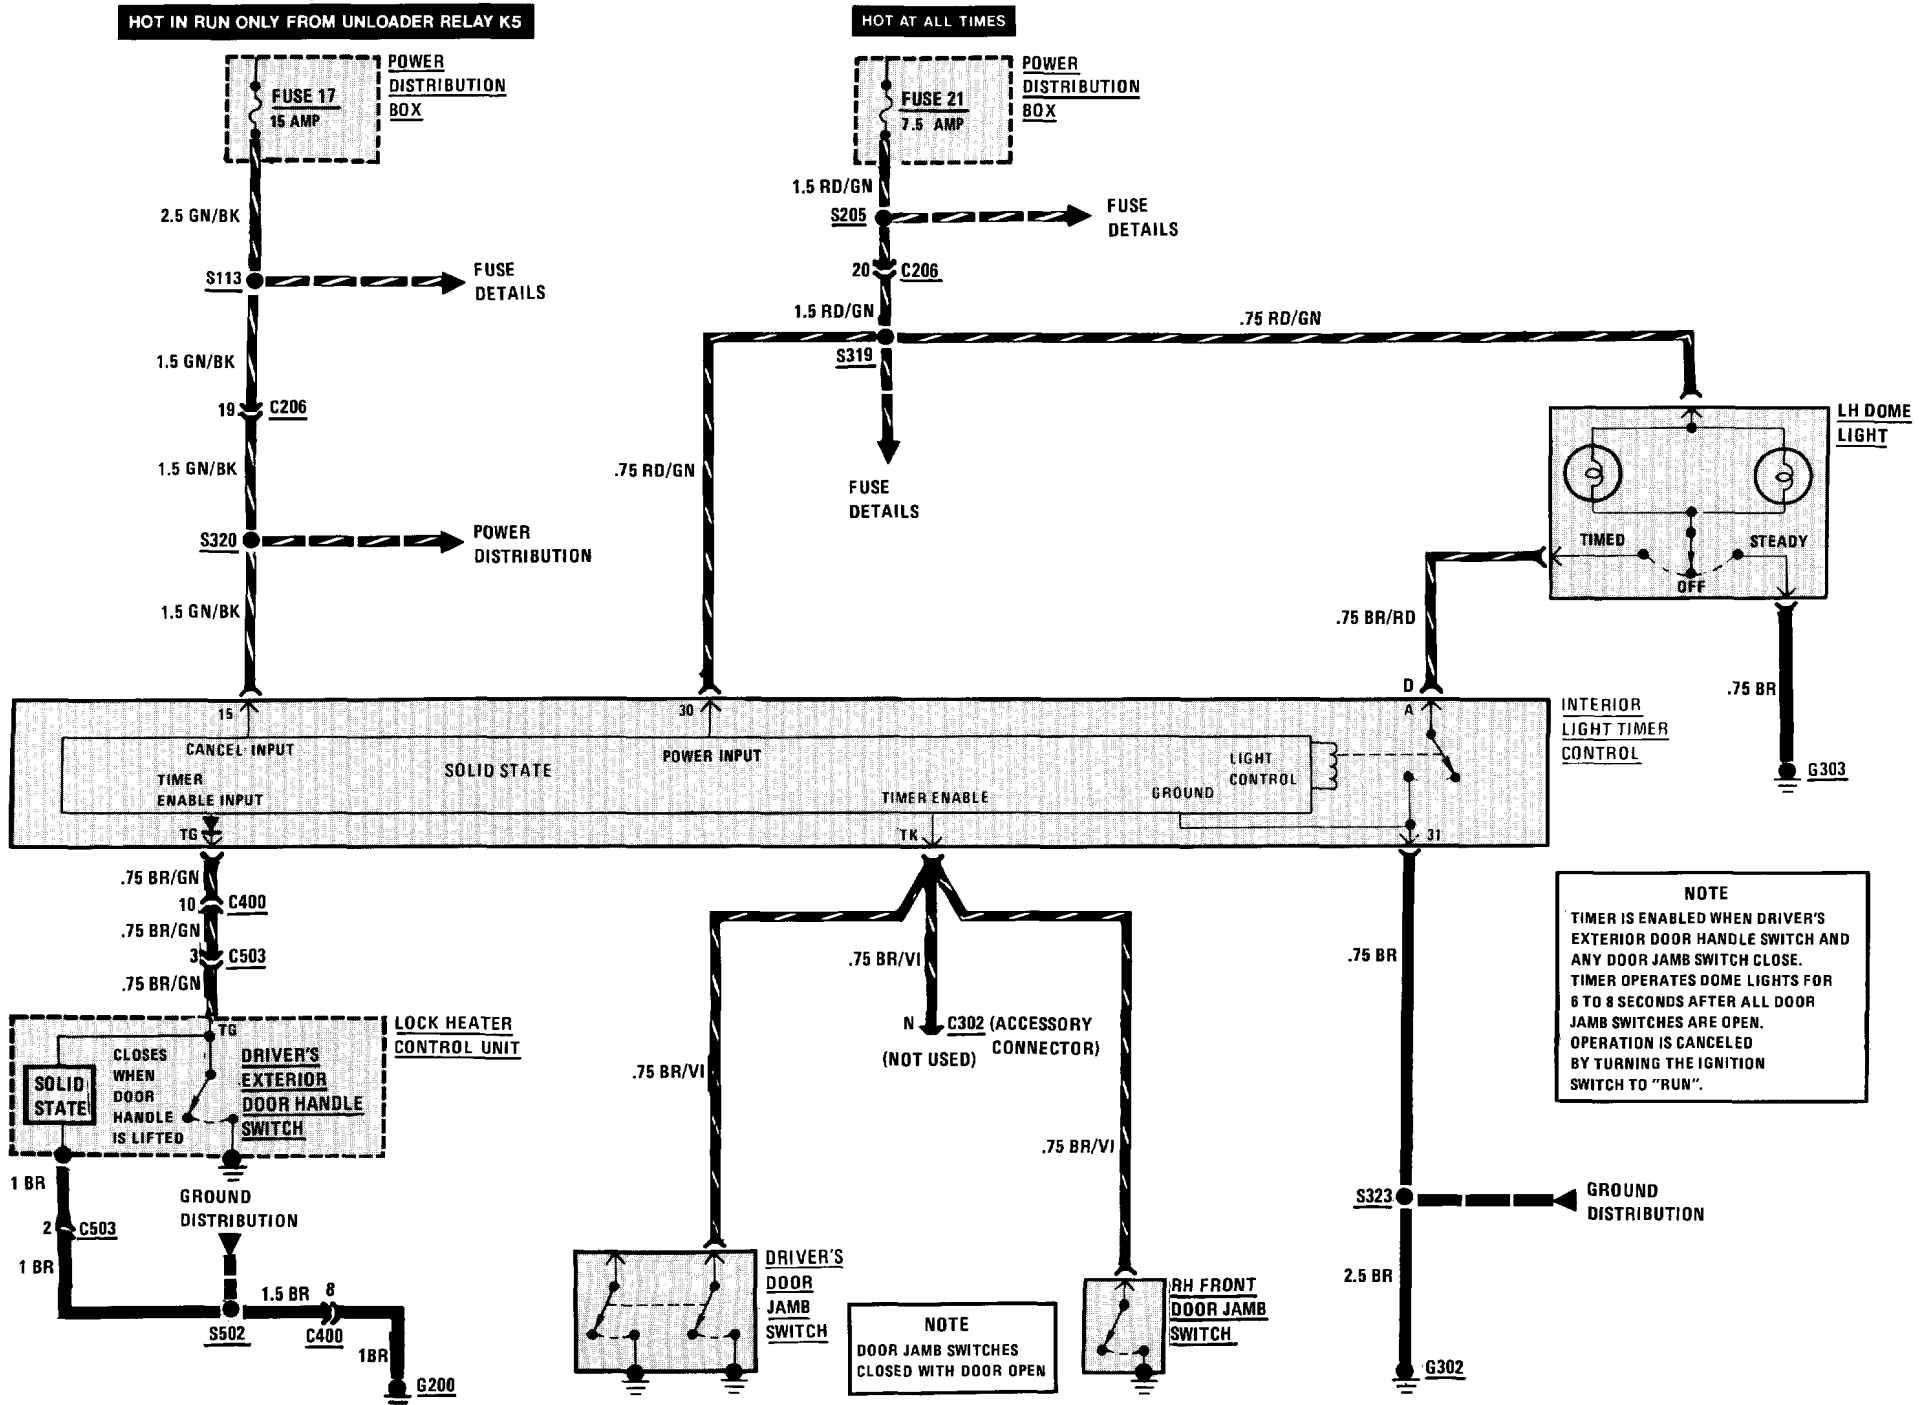 HOT IN RUN ONLY FROM UNLOADER RELAY K5
HOT AT ALL TIMES
FUSE 17
15 AMP
POWER
DISTRIBUTION
BOX
FUSE 21
7.5 AMP
POWER
DISTRIBUTION
BOX
2.5 GN/BK
1.5 RD/GN
S205
FUSE
DETAILS
S113
FUSE
DETAILS
20 C206
1.5 RD/GN
.75 RD/GN
S319
1.5 GN/BK
19 C206
1.5 GN/BK
.75 RD/GN
FUSE
DETAILS
LH DOME
LIGHT
S320
POWER
DISTRIBUTION
TIMED
STEADY
OFF
1.5 GN/BK
.75 BR/RD
.75 BR
G303
15
30
D
A
INTERIOR
LIGHT TIMER
CONTROL
CANCEL INPUT
POWER INPUT
SOLID STATE
LIGHT
CONTROL
TIMER
ENABLE INPUT
TIMER ENABLE
GROUND
TG
TK
31
.75 BR/GN
10 C400
.75 BR/GN
3 C503
.75 BR/GN
.75 BR/VI
.75 BR
NOTE
TIMER IS ENABLED WHEN DRIVER'S
EXTERIOR DOOR HANDLE SWITCH AND
ANY DOOR JAMB SWITCH CLOSE.
TIMER OPERATES DOME LIGHTS FOR
6 TO 8 SECONDS AFTER ALL DOOR
JAMB SWITCHES ARE OPEN.
OPERATION IS CANCELED
BY TURNING THE IGNITION
SWITCH TO "RUN".
N C302 (ACCESSORY
CONNECTOR)
(NOT USED)
TG
LOCK HEATER
CONTROL UNIT
SOLID
STATE
CLOSES
WHEN
DOOR
HANDLE
IS LIFTED
DRIVER'S
EXTERIOR
DOOR HANDLE
SWITCH
.75 BR/VI
.75 BR/VI
1 BR
GROUND
DISTRIBUTION
2 C503
1 BR
S323
GROUND
DISTRIBUTION
1.5 BR
8
S502
C400
1BR
G200
DRIVER'S
DOOR
JAMB
SWITCH
NOTE
DOOR JAMB SWITCHES
CLOSED WITH DOOR OPEN
RH FRONT
DOOR JAMB
SWITCH
2.5 BR
G302